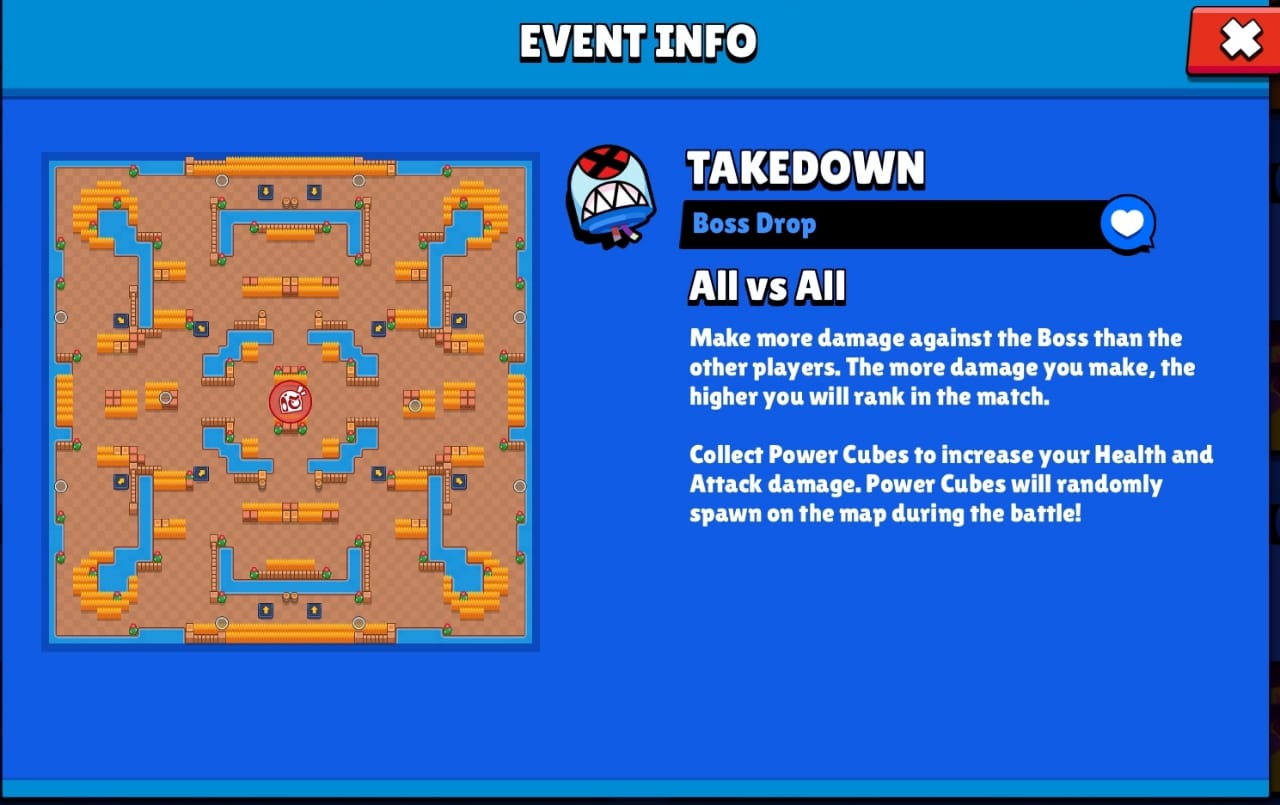 EVENT INFO
TAKEDOWN
Boss Drop
All vs All
Make more damage against the Boss than the
other players. The more damage you make, the
higher you will rank in the match.
Collect Power Cubes to increase your Health and
Attack damage. Power Cubes will randomly
spawn on the map during the battle!